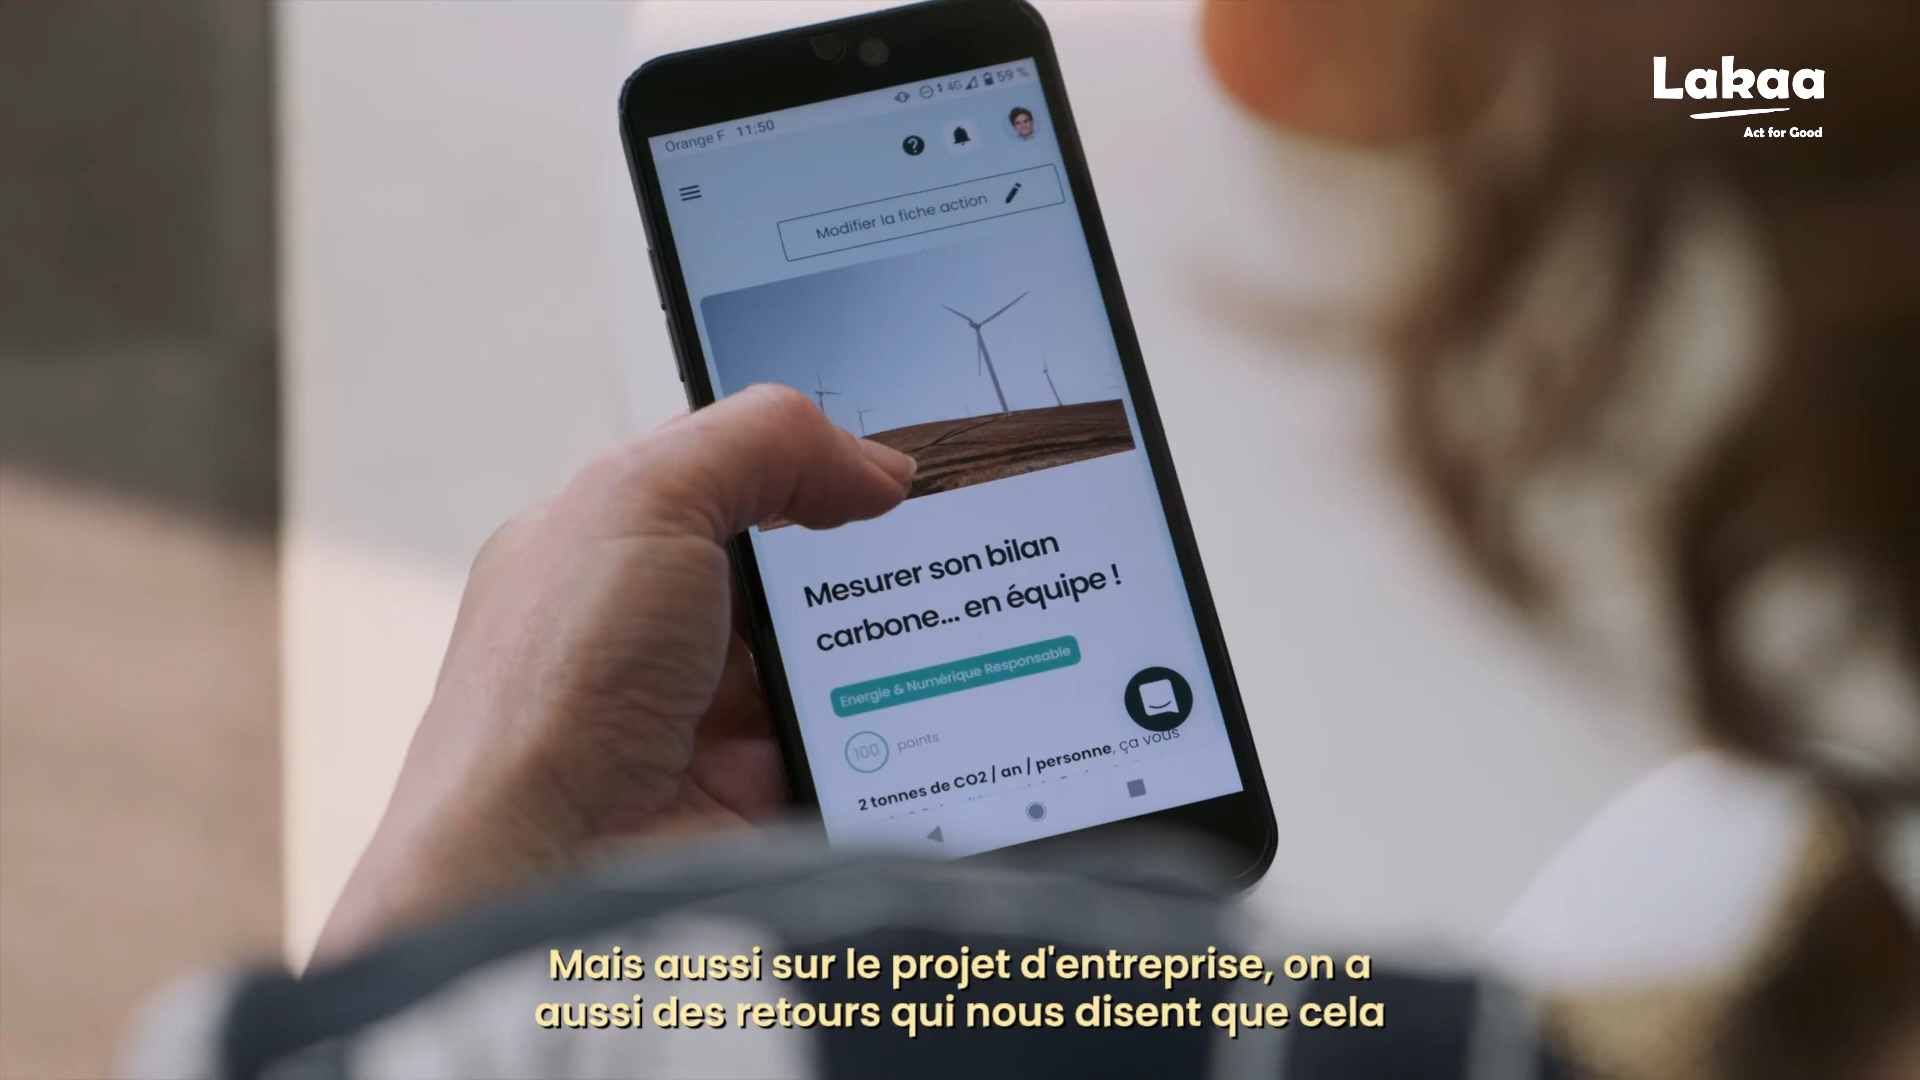 Lakaa
Act for Good
Orange F 11:50
4G 59 %
Modifier la fiche action
Mesurer son bilan
carbone... en équipe !
Energie & Numérique Responsable
100 points
2 tonnes de CO2 / an / personne, ça vous
Mais aussi sur le projet d'entreprise, on a
aussi des retours qui nous disent que cela